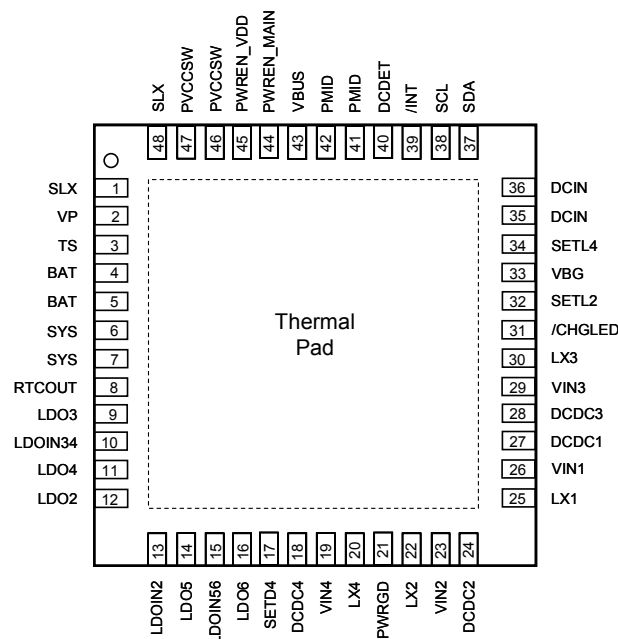 SLX
PVCCSW
PVCCSW
PWREN_VDD
PWREN_MAIN
VBUS
PMID
PMID
DCDET
/INT
SCL
SDA
48
47
46
45
44
43
42
41
40
39
38
37
SLX 1
VP 2
TS 3
BAT 4
BAT 5
SYS 6
SYS 7
RTCOUT 8
LDO3 9
LDOIN34 10
LDO4 11
LDO2 12
Thermal
Pad
36 DCIN
35 DCIN
34 SETL4
33 VBG
32 SETL2
31 /CHGLED
30 LX3
29 VIN3
28 DCDC3
27 DCDC1
26 VIN1
25 LX1
13
14
15
16
17
18
19
20
21
22
23
24
LDOIN2
LDO5
LDOIN56
LDO6
SETD4
DCDC4
VIN4
LX4
PWRGD
LX2
VIN2
DCDC2